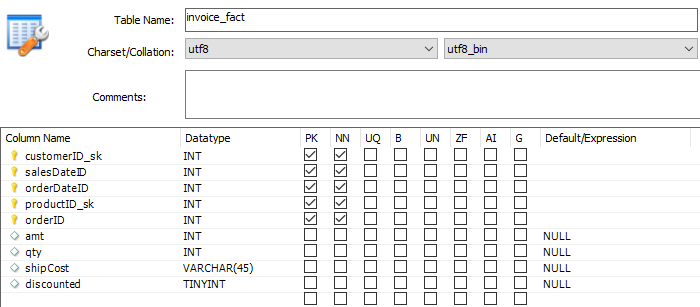 Table Name: invoice_fact
Charset/Collation: utf8 utf8_bin
Comments:
Column Name Datatype PK NN UQ B UN ZF AI G Default/Expression
customerID_sk INT
salesDateID INT
orderDateID INT
productID_sk INT
orderID INT
amt INT NULL
qty INT NULL
shipCost VARCHAR(45) NULL
discounted TINYINT NULL